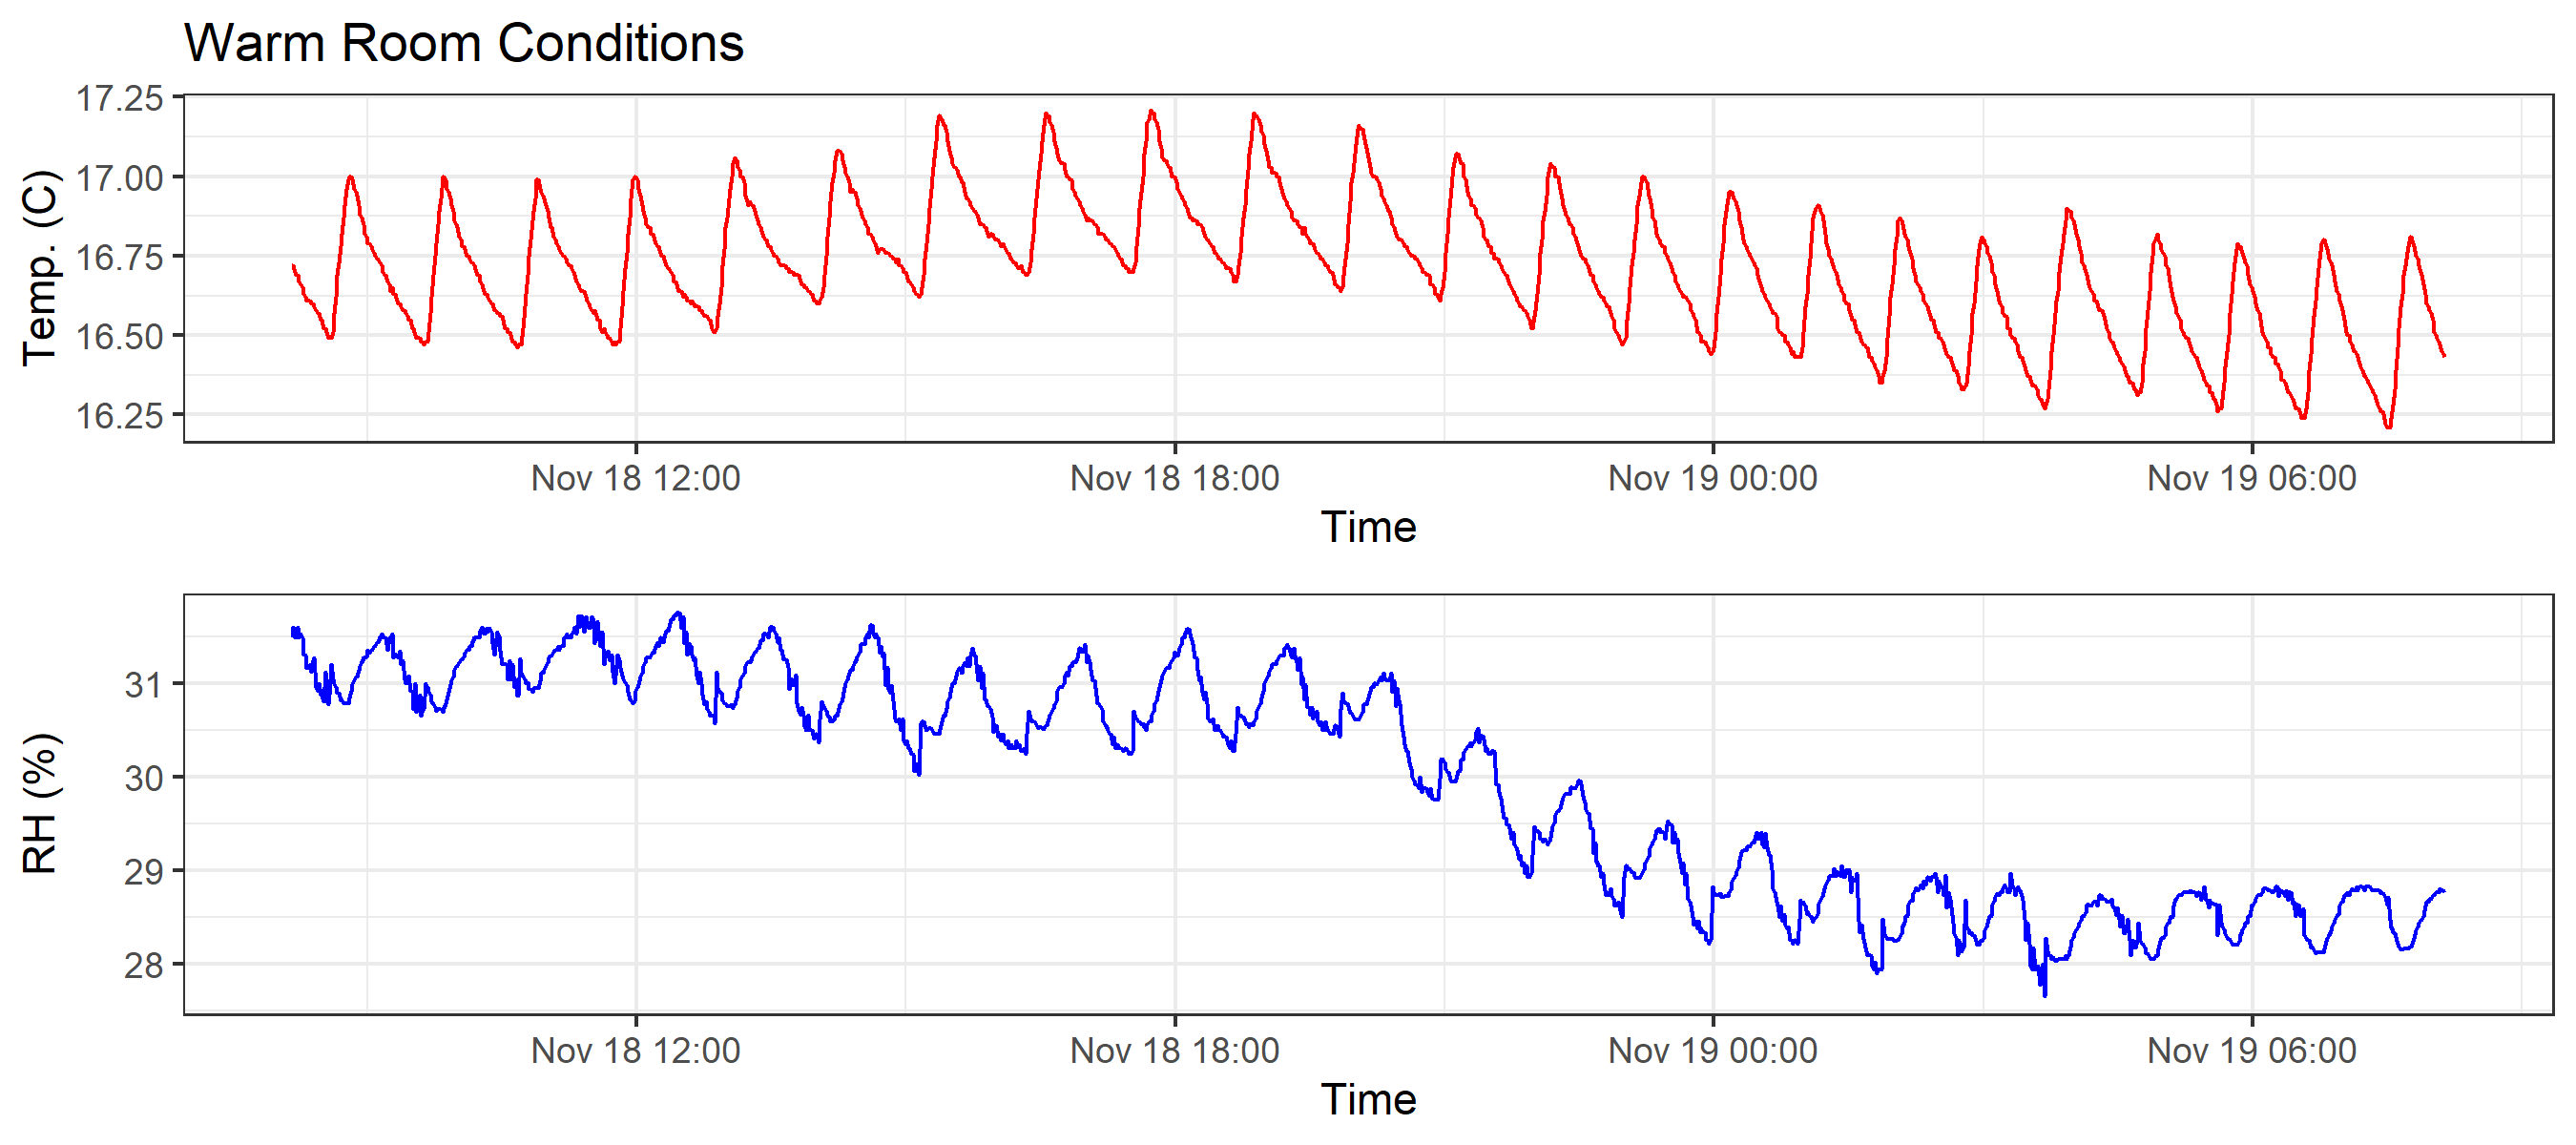 Warm Room Conditions
Temp. (C)
17.25
17.00
16.75
16.50
16.25
Nov 18 12:00 Nov 18 18:00 Nov 19 00:00 Nov 19 06:00
Time
RH (%)
31
30
29
28
Nov 18 12:00 Nov 18 18:00 Nov 19 00:00 Nov 19 06:00
Time